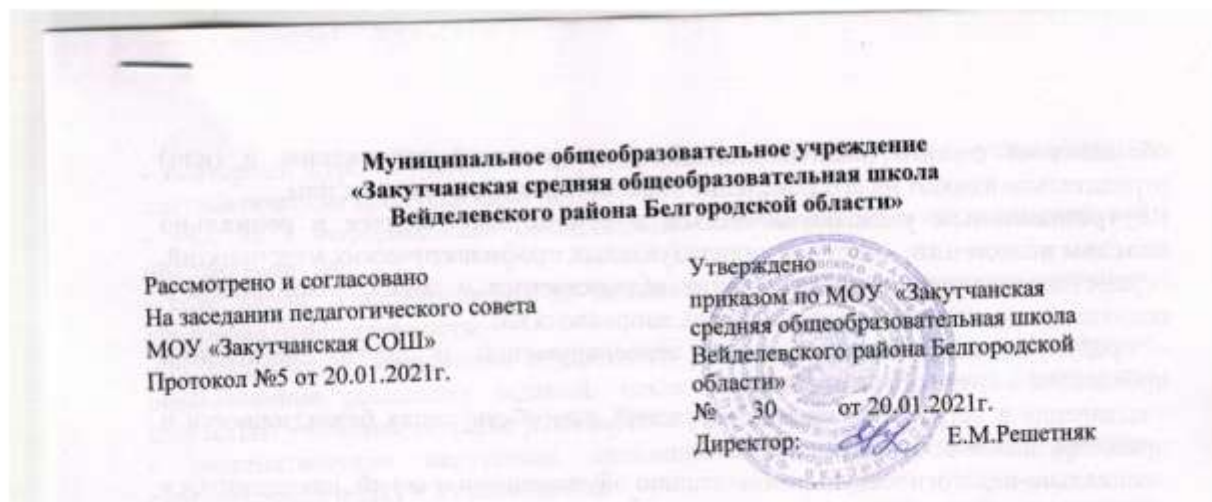 Муниципальное общеобразовательное учреждение
«Закутчанская средняя общеобразовательная школа
Вейделевского района Белгородской области»
Рассмотрено и согласовано
На заседании педагогического совета
МОУ «Закутчанская СОШ»
Протокол №5 от 20.01.2021г.
Утверждено
приказом по МОУ «Закутчанская
средняя общеобразовательная школа
Вейделевского района Белгородской
области»
№ 30 от 20.01.2021г.
Директор: Е.М.Решетняк